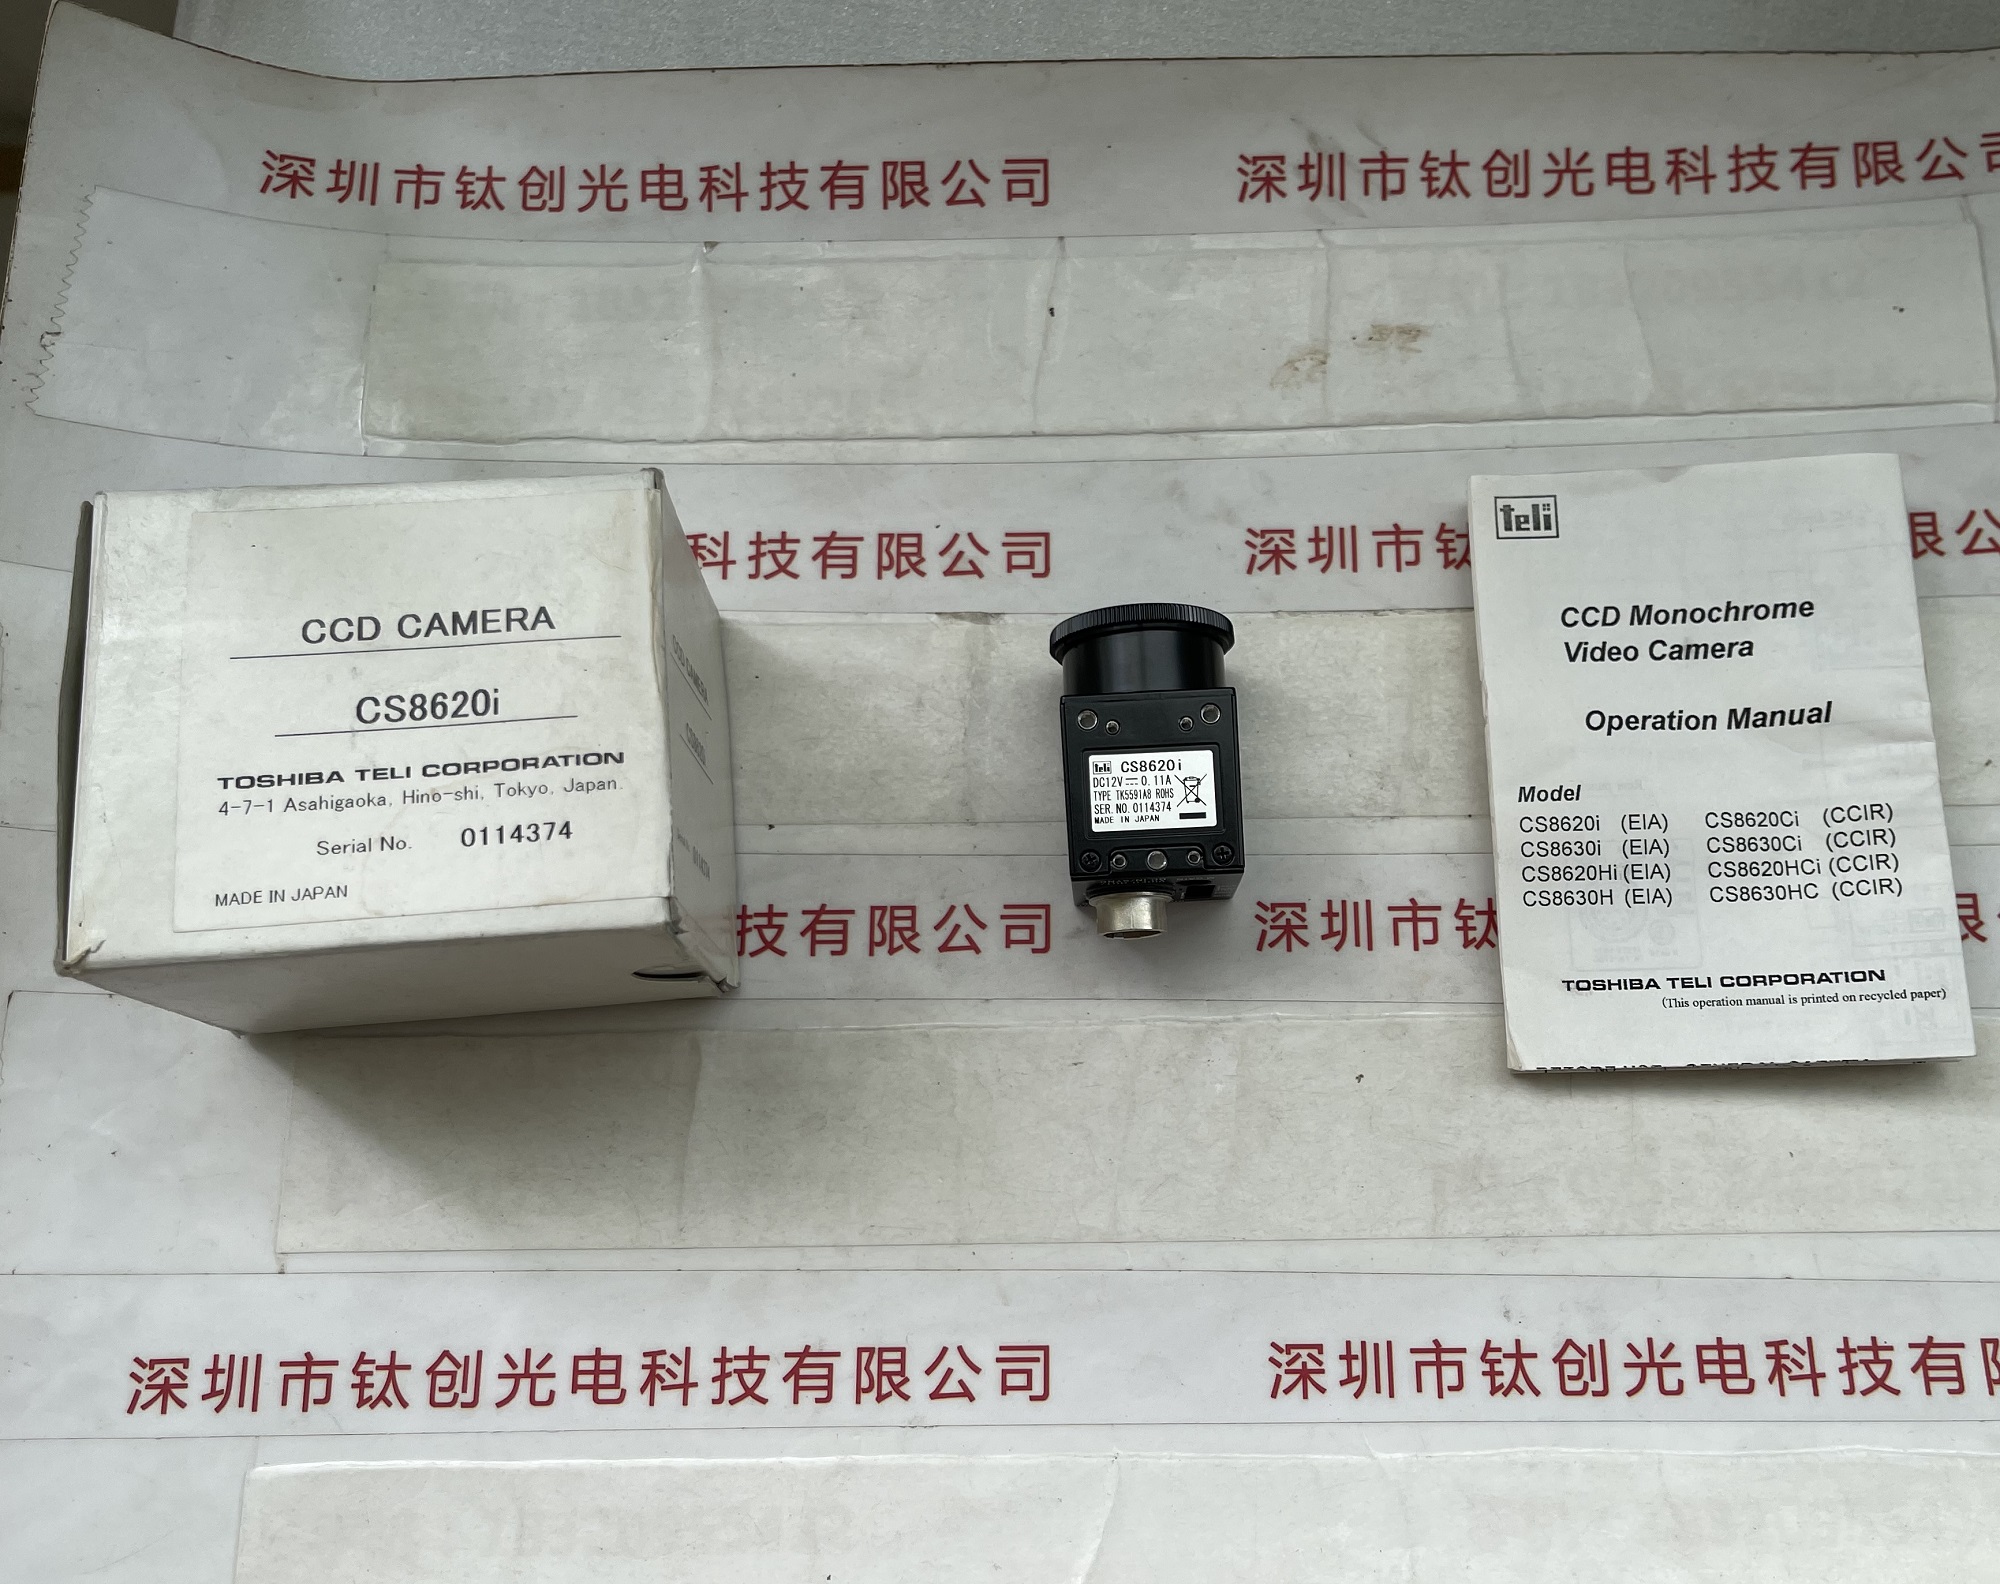 深圳市钛创光电科技有限公司 深圳市钛创光电科技有限公
科技有限公司 深圳市钛 限公
技有限公司 深圳市钛
深圳市钛创光电科技有限公司 深圳市钛创光电科技有
CCD CAMERA
CS8620i
TOSHIBA TELI CORPORATION
4-7-1 Asahigaoka, Hino-shi, Tokyo, Japan.
Serial No. 0114374
MADE IN JAPAN
CCD CAMERA
teli CS8620i
DC12V 0.11A
TYPE TK5591A8 ROHS
SER. NO. 0114374
MADE IN JAPAN
teli
CCD Monochrome
Video Camera
Operation Manual
Model
CS8620i (EIA) CS8620Ci (CCIR)
CS8630i (EIA) CS8630Ci (CCIR)
CS8620Hi (EIA) CS8620HCi (CCIR)
CS8630H (EIA) CS8630HC (CCIR)
TOSHIBA TELI CORPORATION
(This operation manual is printed on recycled paper)